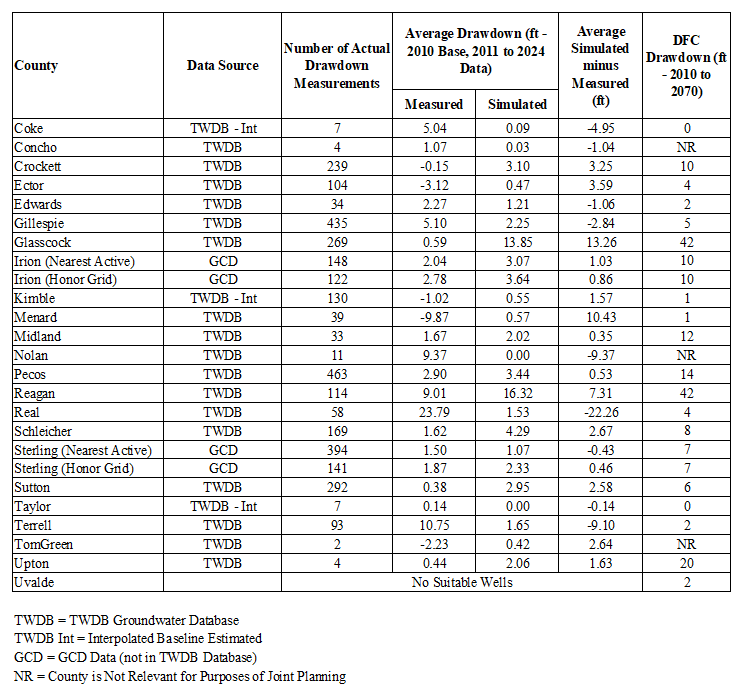 County Data Source Number of Actual Drawdown Measurements Average Drawdown (ft - 2010 Base, 2011 to 2024 Data) Average Simulated minus Measured (ft) DFC Drawdown (ft - 2010 to 2070)
Measured Simulated
Coke TWDB - Int 7 5.04 0.09 -4.95 0
Concho TWDB 4 1.07 0.03 -1.04 NR
Crockett TWDB 239 -0.15 3.10 3.25 10
Ector TWDB 104 -3.12 0.47 3.59 4
Edwards TWDB 34 2.27 1.21 -1.06 2
Gillespie TWDB 435 5.10 2.25 -2.84 5
Glasscock TWDB 269 0.59 13.85 13.26 42
Irion (Nearest Active) GCD 148 2.04 3.07 1.03 10
Irion (Honor Grid) GCD 122 2.78 3.64 0.86 10
Kimble TWDB - Int 130 -1.02 0.55 1.57 1
Menard TWDB 39 -9.87 0.57 10.43 1
Midland TWDB 33 1.67 2.02 0.35 12
Nolan TWDB 11 9.37 0.00 -9.37 NR
Pecos TWDB 463 2.90 3.44 0.53 14
Reagan TWDB 114 9.01 16.32 7.31 42
Real TWDB 58 23.79 1.53 -22.26 4
Schleicher TWDB 169 1.62 4.29 2.67 8
Sterling (Nearest Active) GCD 394 1.50 1.07 -0.43 7
Sterling (Honor Grid) GCD 141 1.87 2.33 0.46 7
Sutton TWDB 292 0.38 2.95 2.58 6
Taylor TWDB - Int 7 0.14 0.00 -0.14 0
Terrell TWDB 93 10.75 1.65 -9.10 2
TomGreen TWDB 2 -2.23 0.42 2.64 NR
Upton TWDB 4 0.44 2.06 1.63 20
Uvalde No Suitable Wells 2
TWDB = TWDB Groundwater Database
TWDB Int = Interpolated Baseline Estimated
GCD = GCD Data (not in TWDB Database)
NR = County is Not Relevant for Purposes of Joint Planning